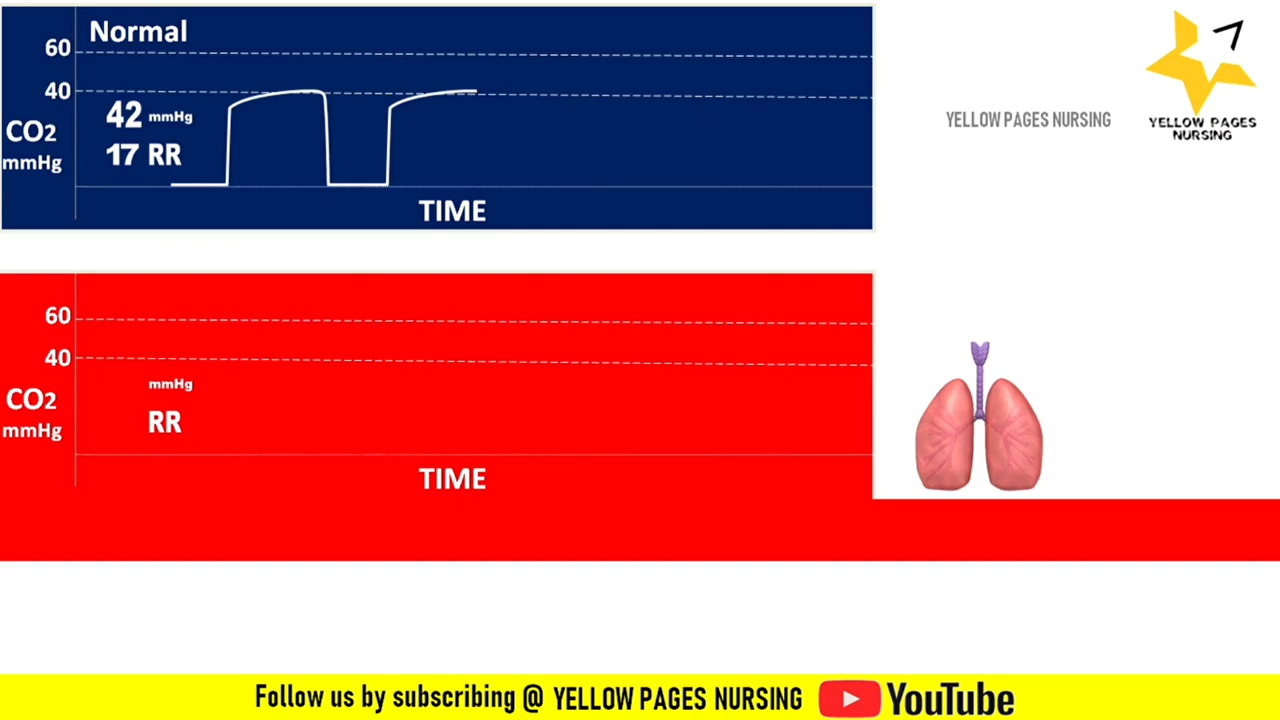 Normal
60
40
42 mmHg
17 RR
CO2
mmHg
TIME
YELLOW PAGES NURSING
YELLOW PAGES
NURSING
60
40
mmHg
RR
CO2
mmHg
TIME
Follow us by subscribing @ YELLOW PAGES NURSING YouTube